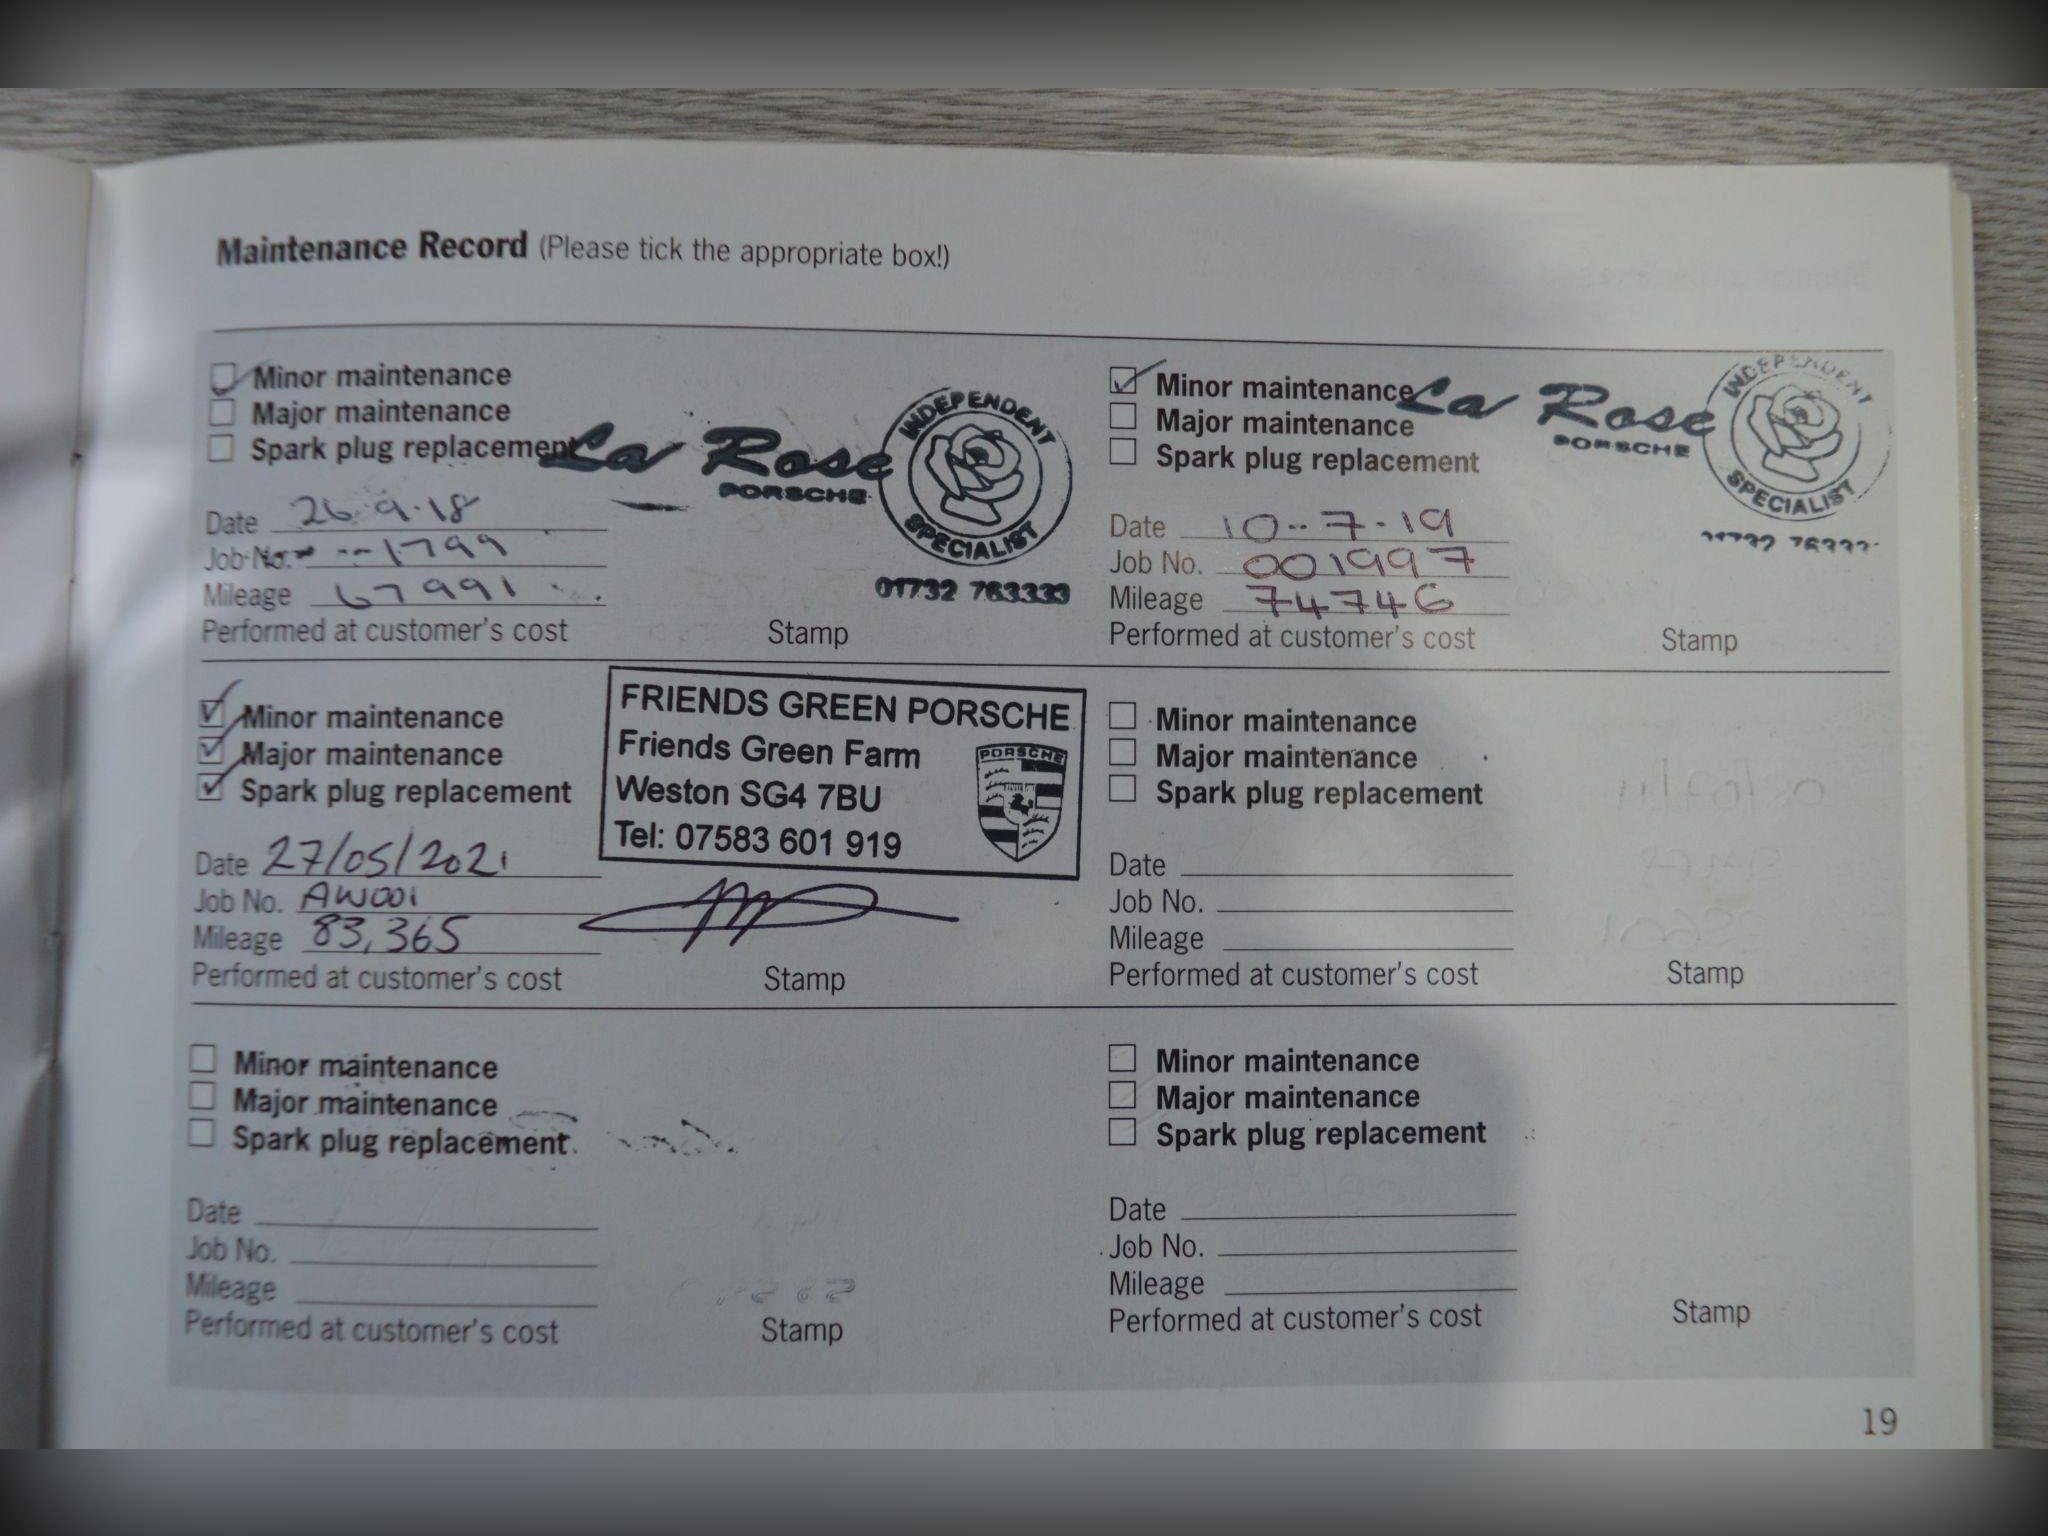 Maintenance Record (Please tick the appropriate box!)
Minor maintenance
Major maintenance
Spark plug replacement
La Rose
PORSCHE
INDEPENDENT
SPECIALIST
01732 763333
Date 26.9.18
Job No. 1799
Mileage 67991
Performed at customer's cost
Stamp
Minor maintenance
Major maintenance
Spark plug replacement
La Rose
PORSCHE
INDEPENDENT
SPECIALIST
Date 10-7-19
Job No. 001997
Mileage 74746
Performed at customer's cost
Stamp
Minor maintenance
Major maintenance
Spark plug replacement
FRIENDS GREEN PORSCHE
Friends Green Farm
Weston SG4 7BU
Tel: 07583 601 919
PORSCHE
Date 27/05/2021
Job No. AW001
Mileage 83,365
Performed at customer's cost
Stamp
Minor maintenance
Major maintenance
Spark plug replacement
Date
Job No.
Mileage
Performed at customer's cost
Stamp
Minor maintenance
Major maintenance
Spark plug replacement
Date
Job No.
Mileage
Performed at customer's cost
Stamp
Minor maintenance
Major maintenance
Spark plug replacement
Date
Job No.
Mileage
Performed at customer's cost
Stamp
19